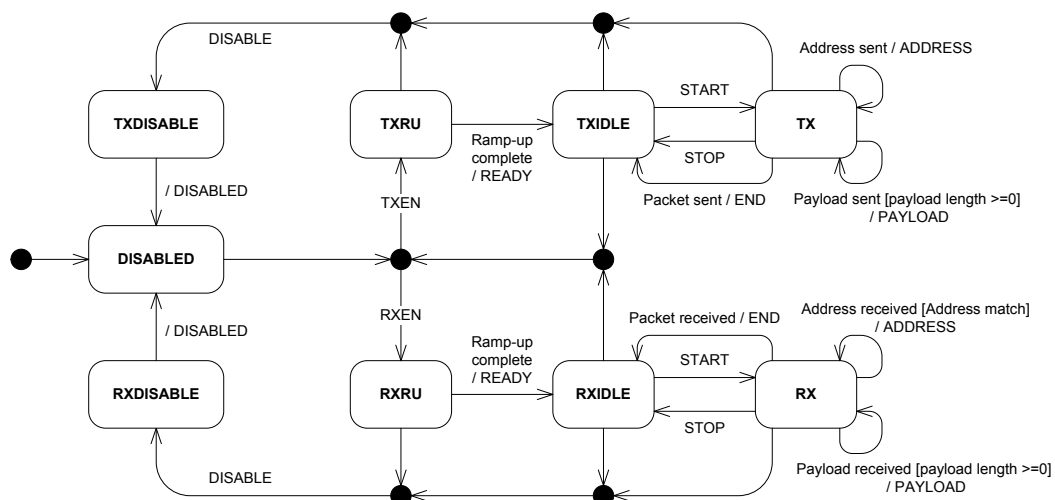 DISABLE
Address sent / ADDRESS
START
TXDISABLE
TXRU
TXIDLE
TX
Ramp-up
complete
/ READY
STOP
/ DISABLED
TXEN
Packet sent / END
Payload sent [payload length >=0]
/ PAYLOAD
DISABLED
RXEN
Packet received / END
Address received [Address match]
/ ADDRESS
/ DISABLED
Ramp-up
complete
/ READY
START
RXDISABLE
RXRU
RXIDLE
RX
STOP
DISABLE
Payload received [payload length >=0]
/ PAYLOAD